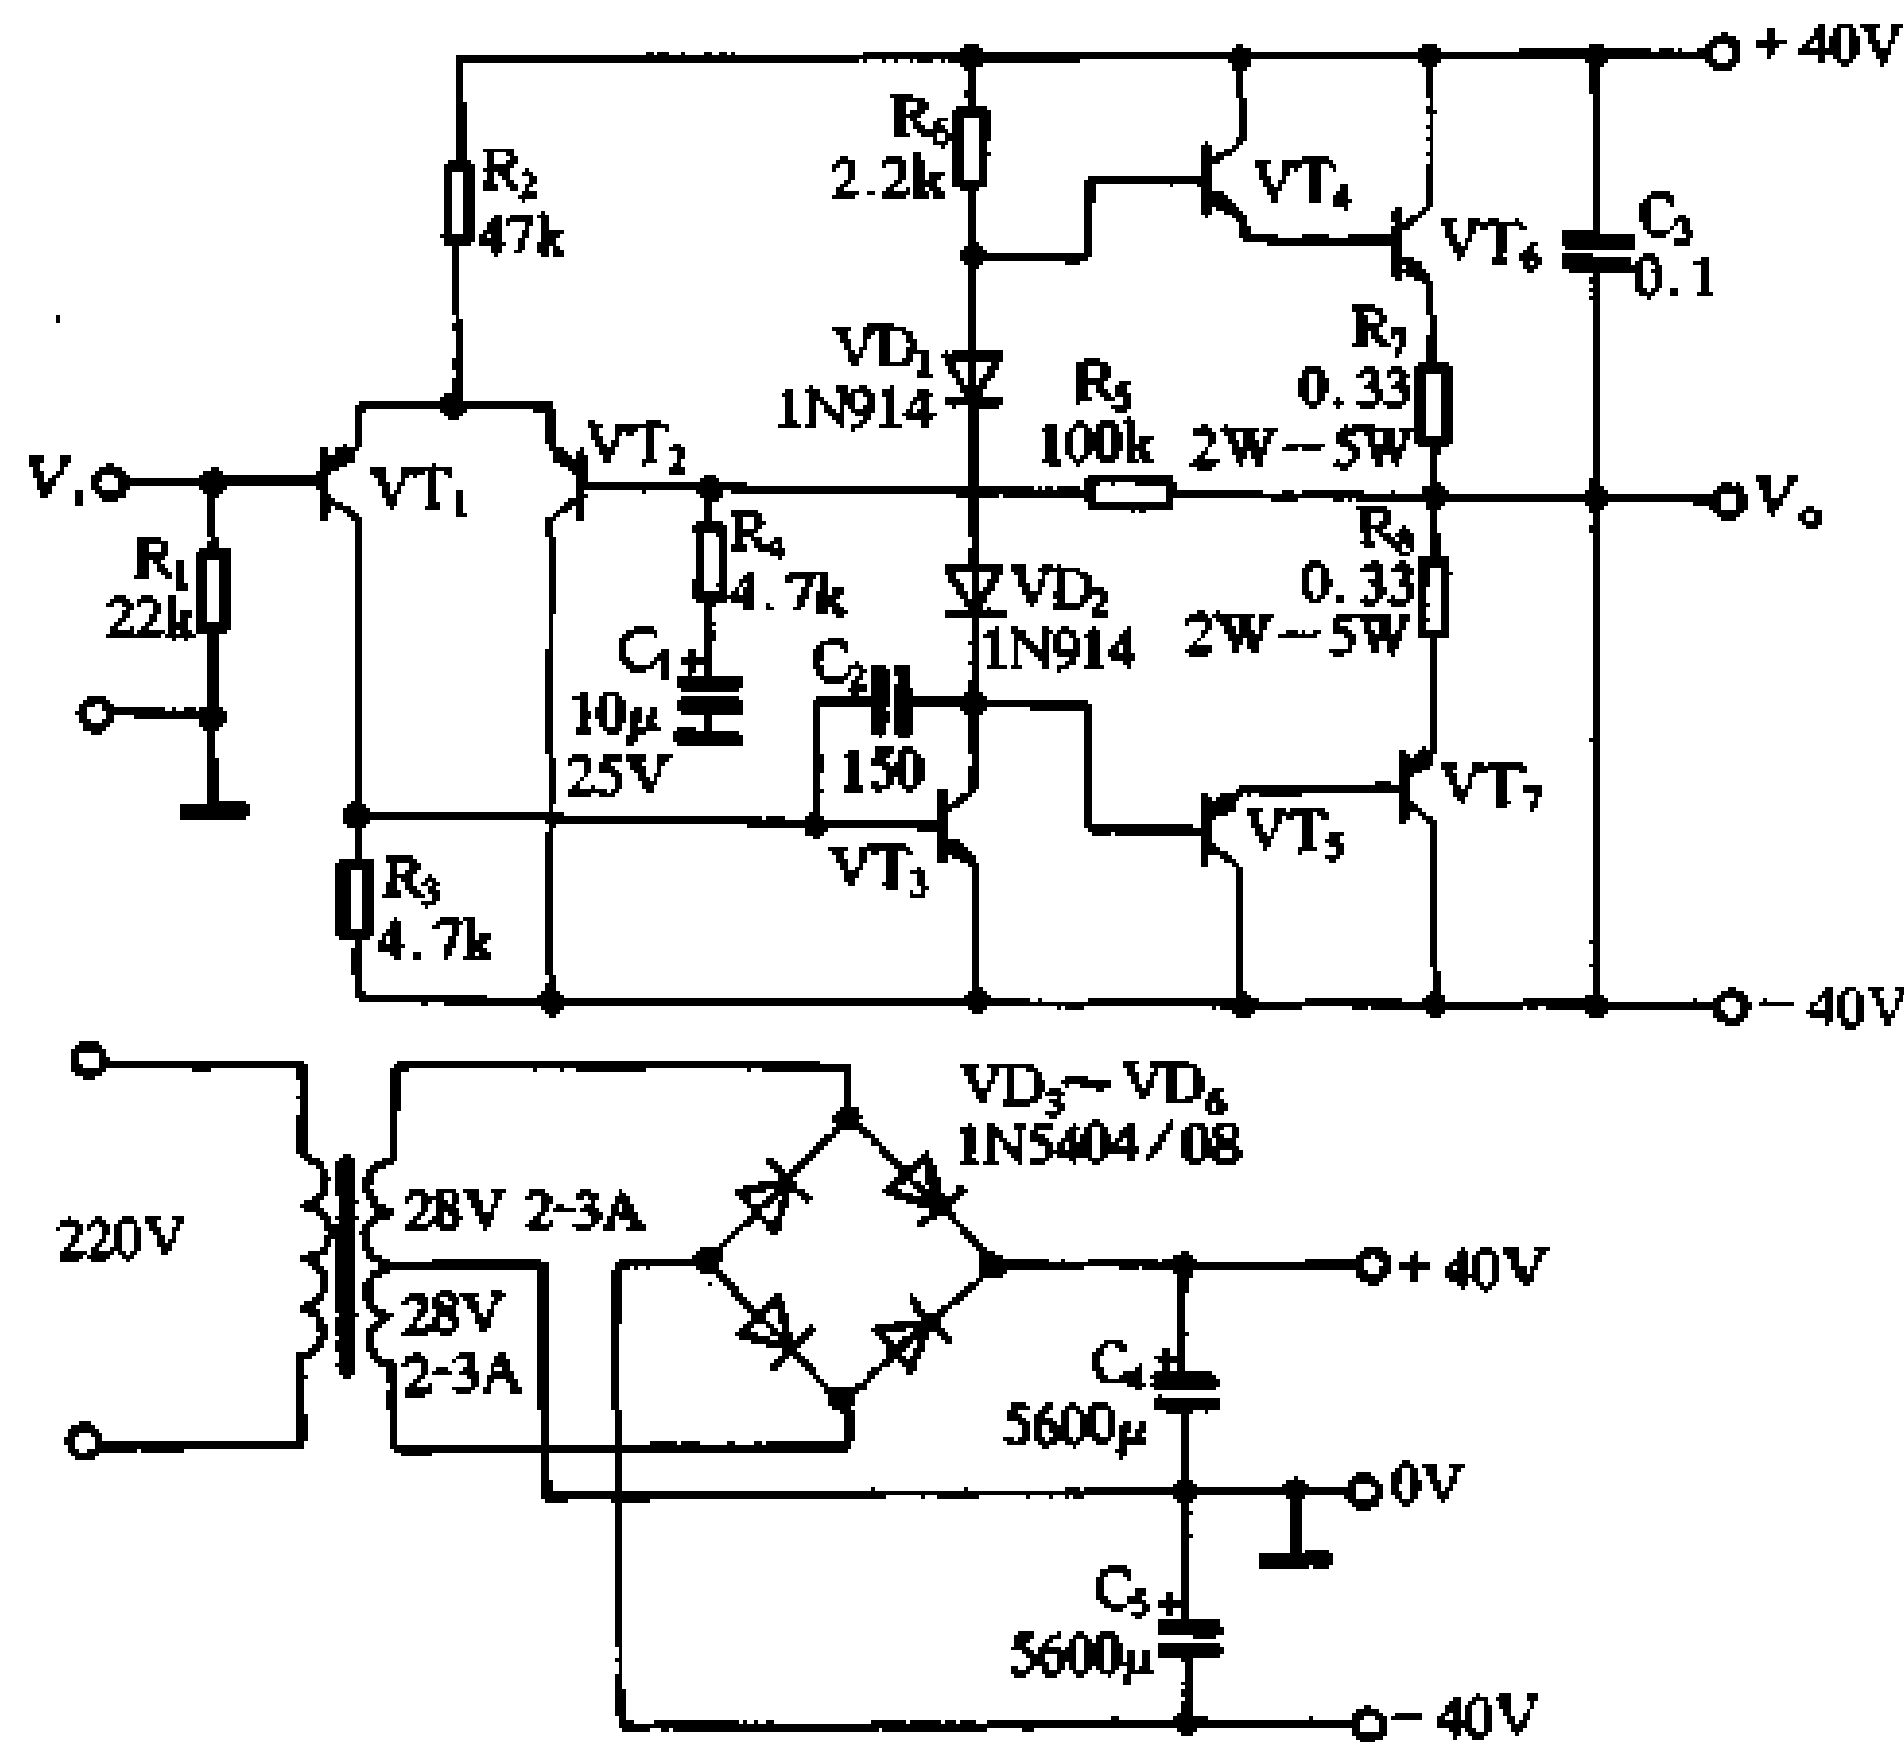 +40V
R6
2.2k
VT4
R2
47k
VT6
C3
0.1
VD1
1N914
R7
0.33
2W-5W
R5
100k
VT2
VT1
Vi
Vo
R1
22k
R4
4.7k
VD2
1N914
R8
0.33
2W-5W
C1+
10μ
25V
C2
150
VT7
VT5
VT3
R3
4.7k
-40V
VD3~VD6
1N5404/08
220V
28V 2-3A
28V
2-3A
+40V
C4+
5600μ
0V
C5+
5600μ
-40V